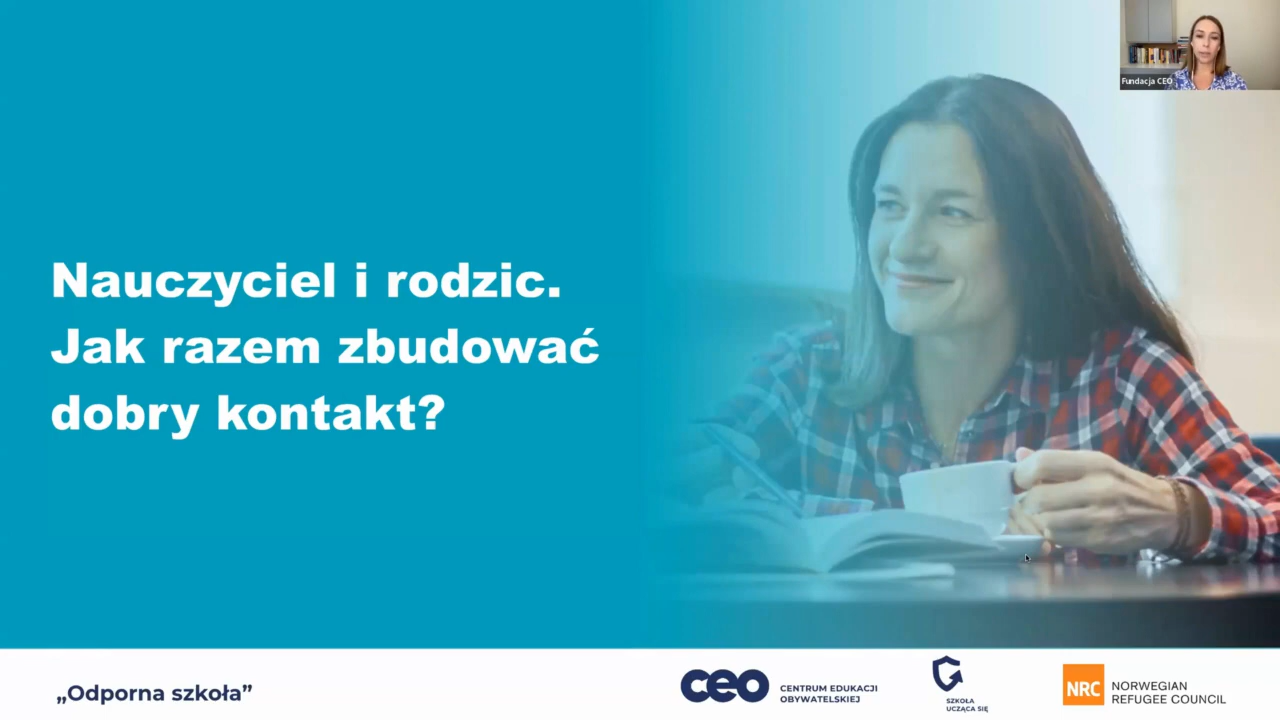 Fundacja CEO
Nauczyciel i rodzic.
Jak razem zbudować
dobry kontakt?
„Odporna szkoła”
ceo
CENTRUM EDUKACJI
OBYWATELSKIEJ
SZKOŁA
UCZĄCA SIĘ
NRC
NORWEGIAN
REFUGEE COUNCIL